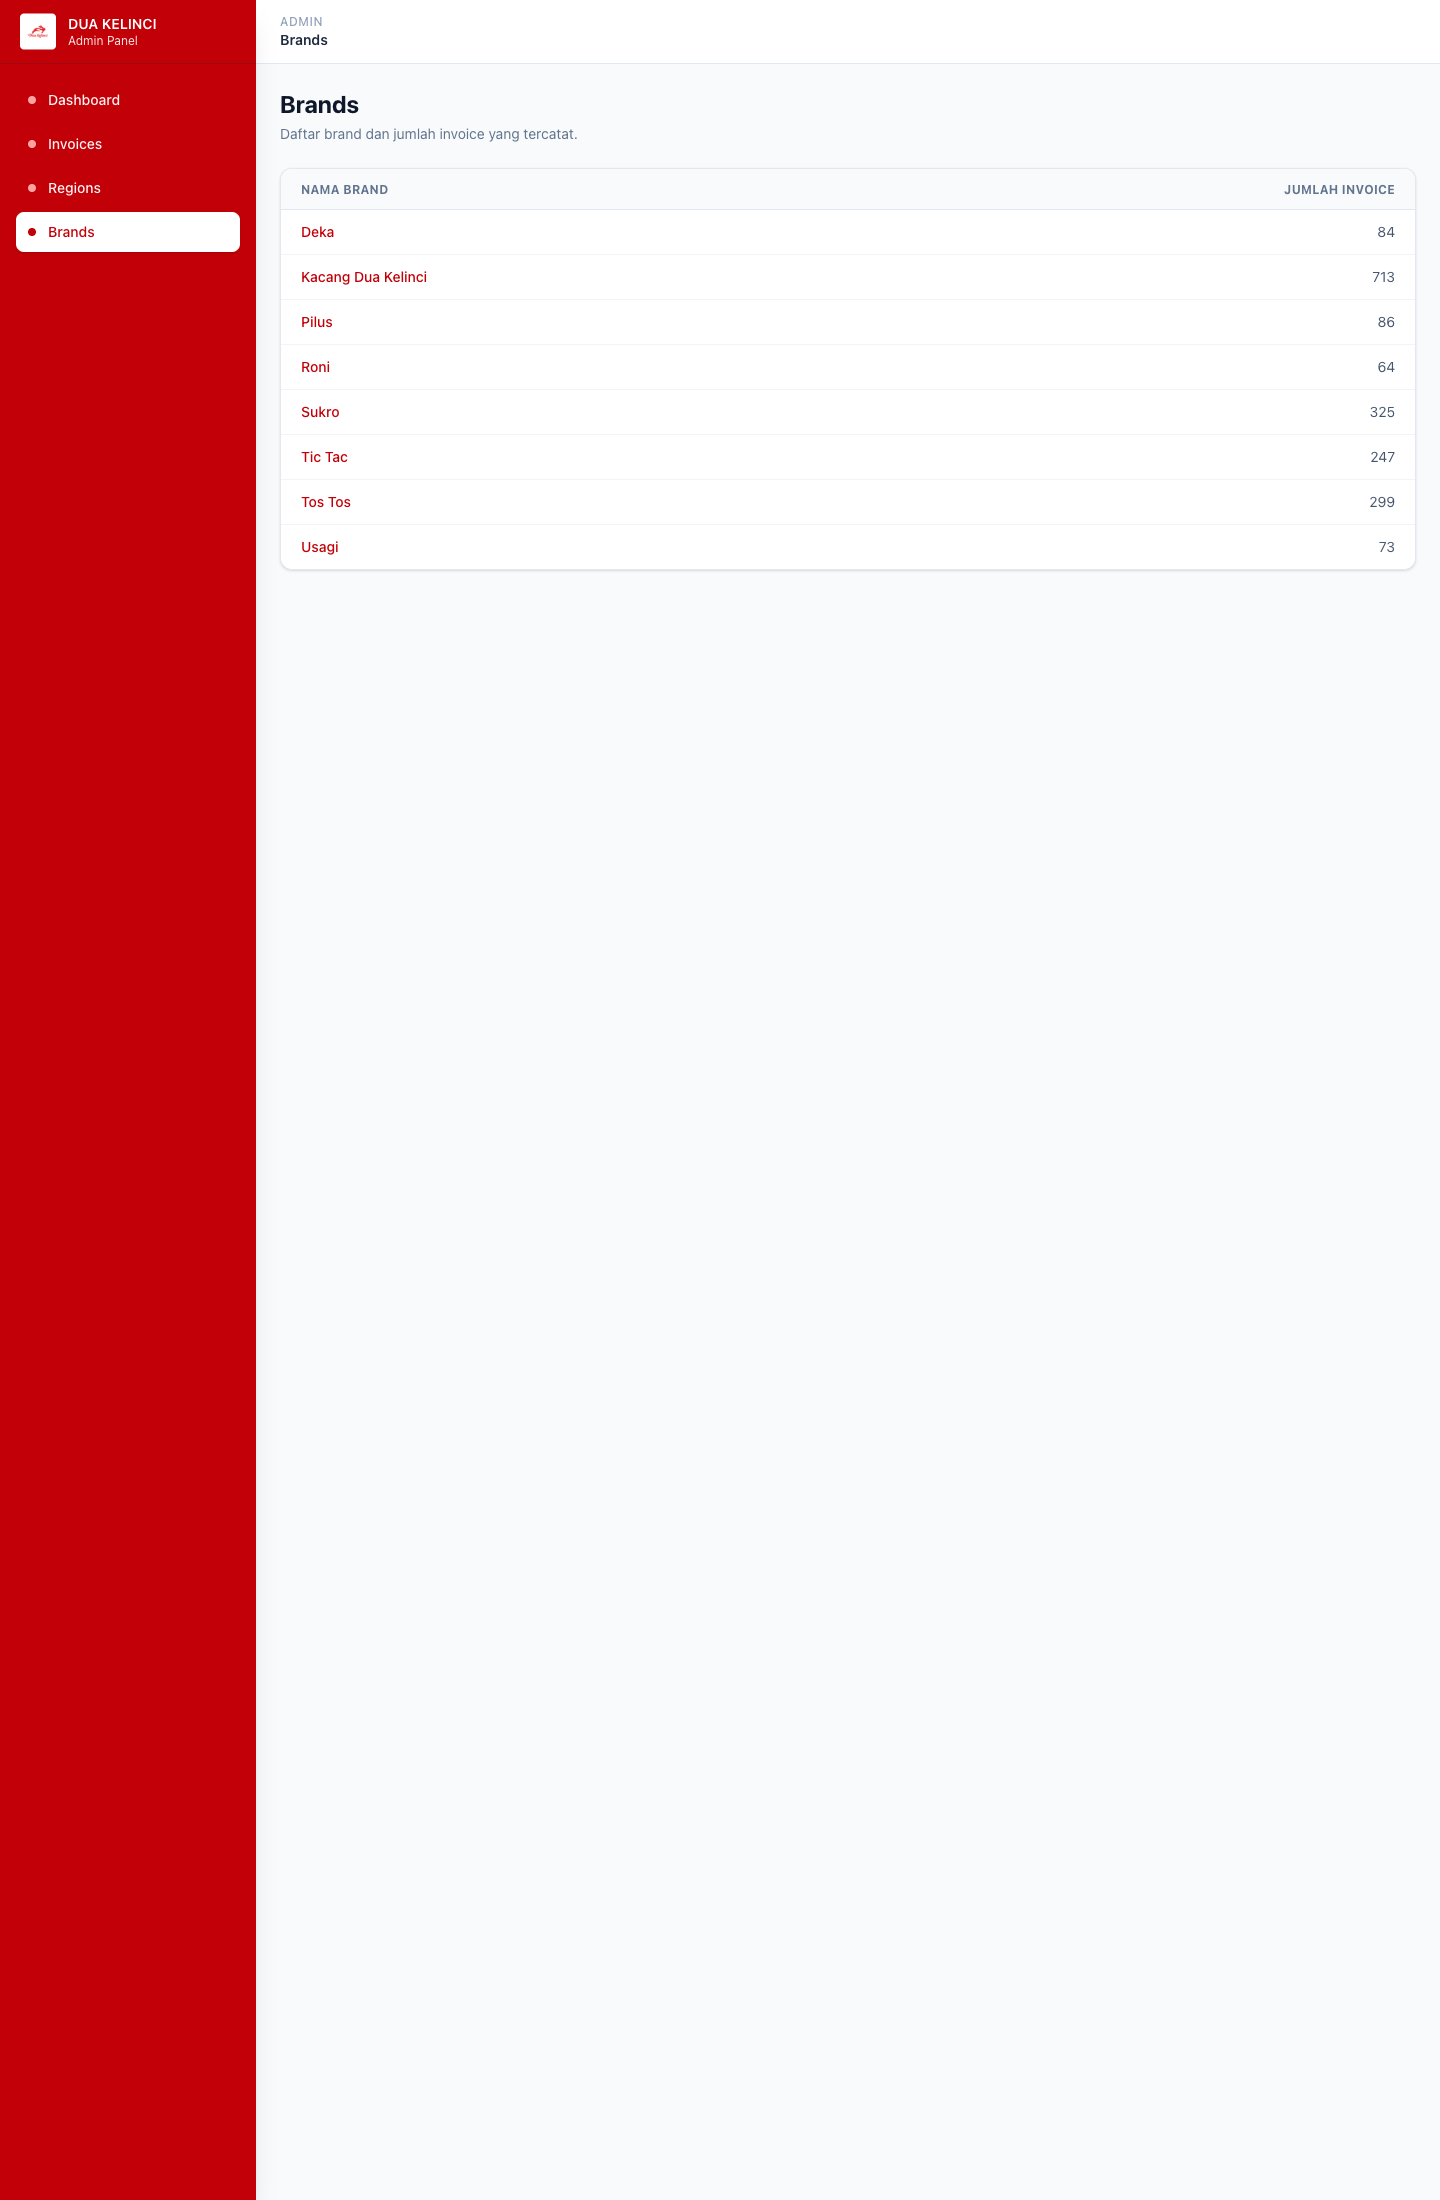 DUA KELINCI
Admin Panel
Dashboard
Invoices
Regions
Brands
ADMIN
Brands
Brands
Daftar brand dan jumlah invoice yang tercatat.
NAMA BRAND JUMLAH INVOICE
Deka 84
Kacang Dua Kelinci 713
Pilus 86
Roni 64
Sukro 325
Tic Tac 247
Tos Tos 299
Usagi 73